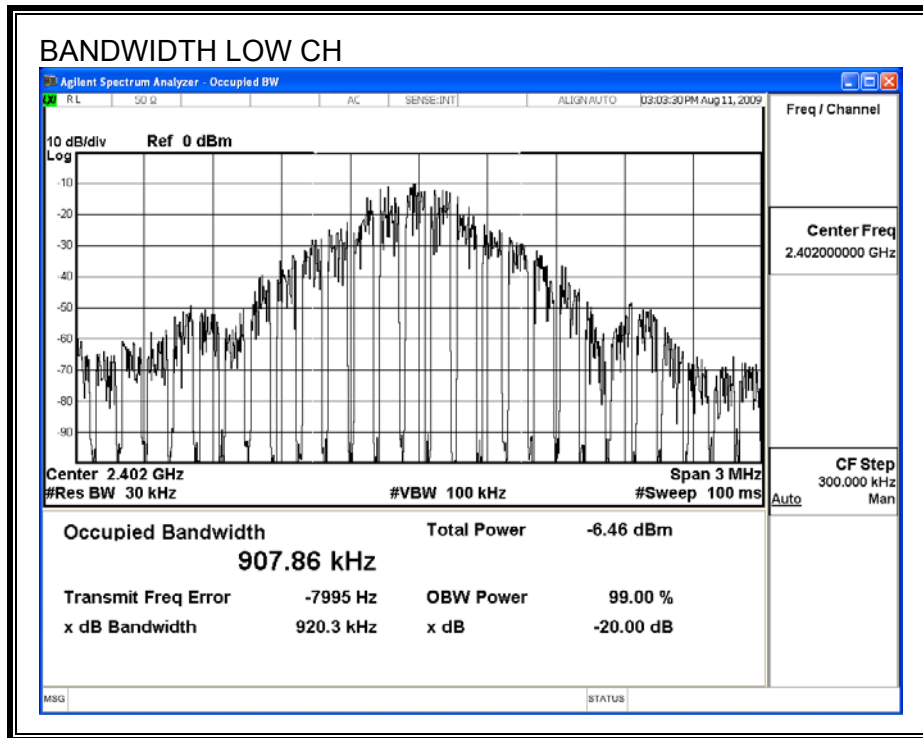 BANDWIDTH LOW CH
Agilent Spectrum Analyzer - Occupied BW
RL 50 Ω AC SENSE:INT ALIGN AUTO 03:03:30 PM Aug 11, 2009
Freq / Channel
10 dB/div Ref 0 dBm
Log
-10
-20
-30
-40
-50
-60
-70
-80
-90
Center Freq
2.402000000 GHz
Center 2.402 GHz Span 3 MHz
#Res BW 30 kHz #VBW 100 kHz #Sweep 100 ms
CF Step
300.000 kHz
Auto Man
Occupied Bandwidth Total Power -6.46 dBm
907.86 kHz
Transmit Freq Error -7995 Hz OBW Power 99.00 %
x dB Bandwidth 920.3 kHz x dB -20.00 dB
MSG STATUS